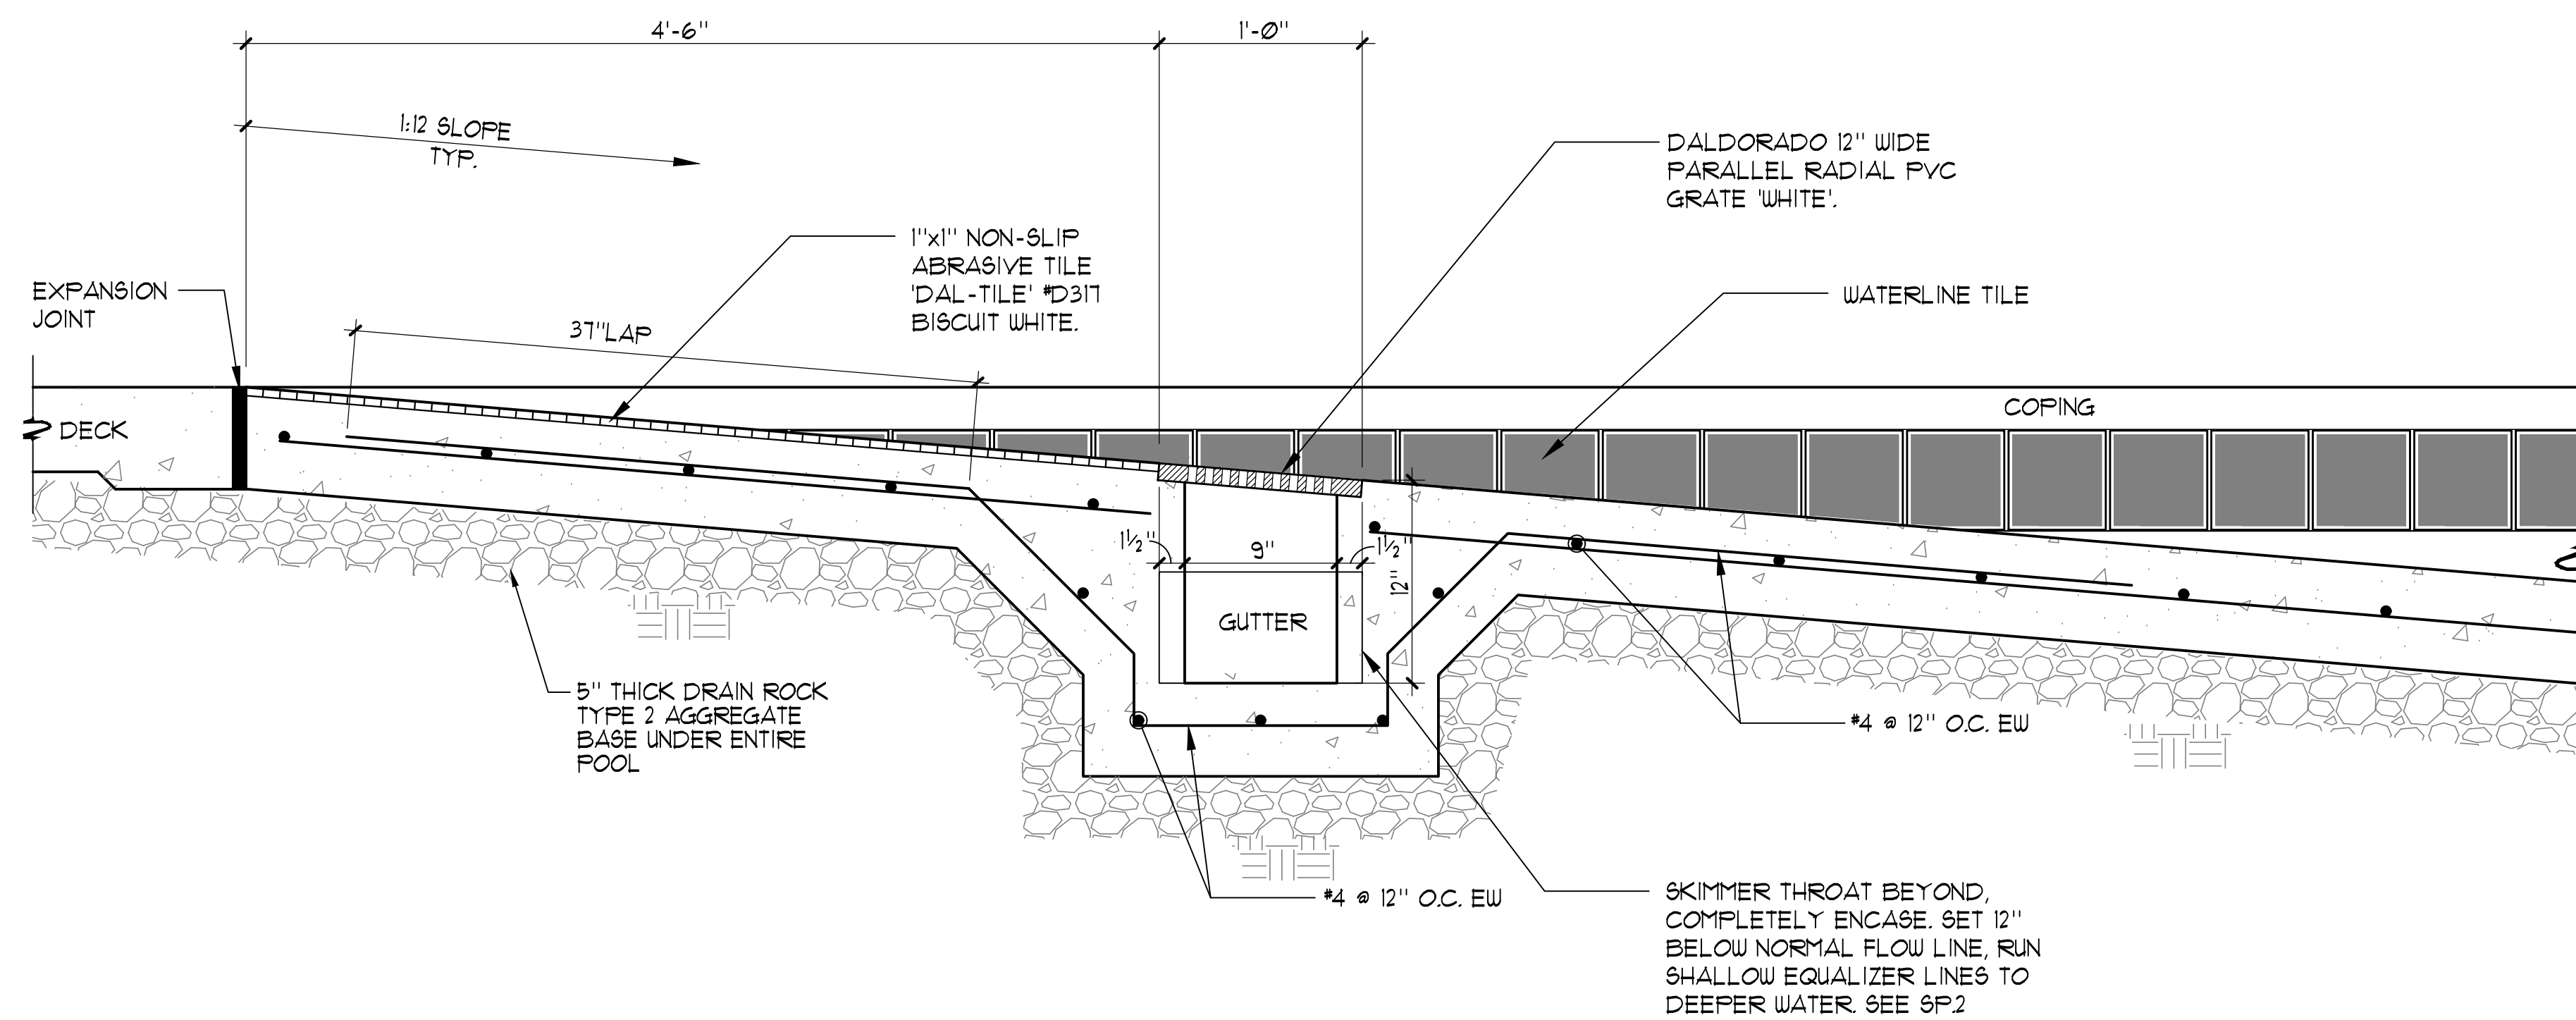 4'-6"
1'-0"
1:12 SLOPE
TYP.
DALDORADO 12" WIDE
PARALLEL RADIAL PVC
GRATE 'WHITE'.
1"x1" NON-SLIP
ABRASIVE TILE
'DAL-TILE' #D317
BISCUIT WHITE.
EXPANSION
JOINT
WATERLINE TILE
37"LAP
COPING
DECK
1½"
9"
1½"
12"
GUTTER
5" THICK DRAIN ROCK
TYPE 2 AGGREGATE
BASE UNDER ENTIRE
POOL
#4 @ 12" O.C. EW
#4 @ 12" O.C. EW
SKIMMER THROAT BEYOND,
COMPLETELY ENCASE. SET 12"
BELOW NORMAL FLOW LINE, RUN
SHALLOW EQUALIZER LINES TO
DEEPER WATER. SEE SP.2